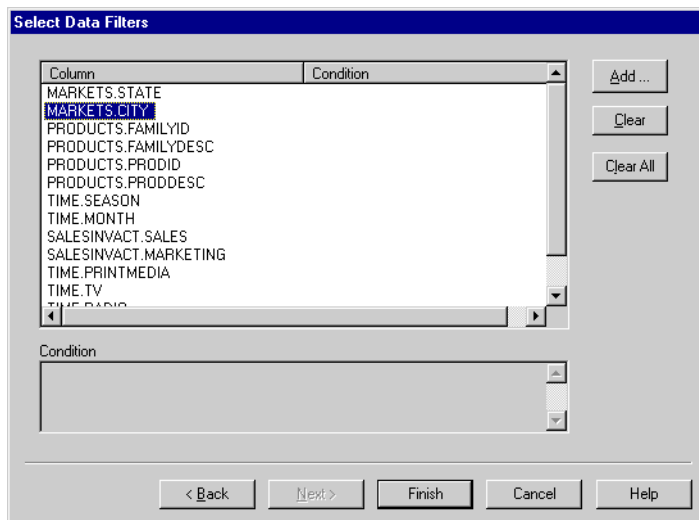 Select Data Filters
Column Condition
Add ...
MARKETS.STATE
MARKETS.CITY
Clear
PRODUCTS.FAMILYID
PRODUCTS.FAMILYDESC
PRODUCTS.PRODID
Clear All
PRODUCTS.PRODDESC
TIME.SEASON
TIME.MONTH
SALESINVACT.SALES
SALESINVACT.MARKETING
TIME.PRINTMEDIA
TIME.TV
TIME.RADIO
Condition
< Back Next > Finish Cancel Help